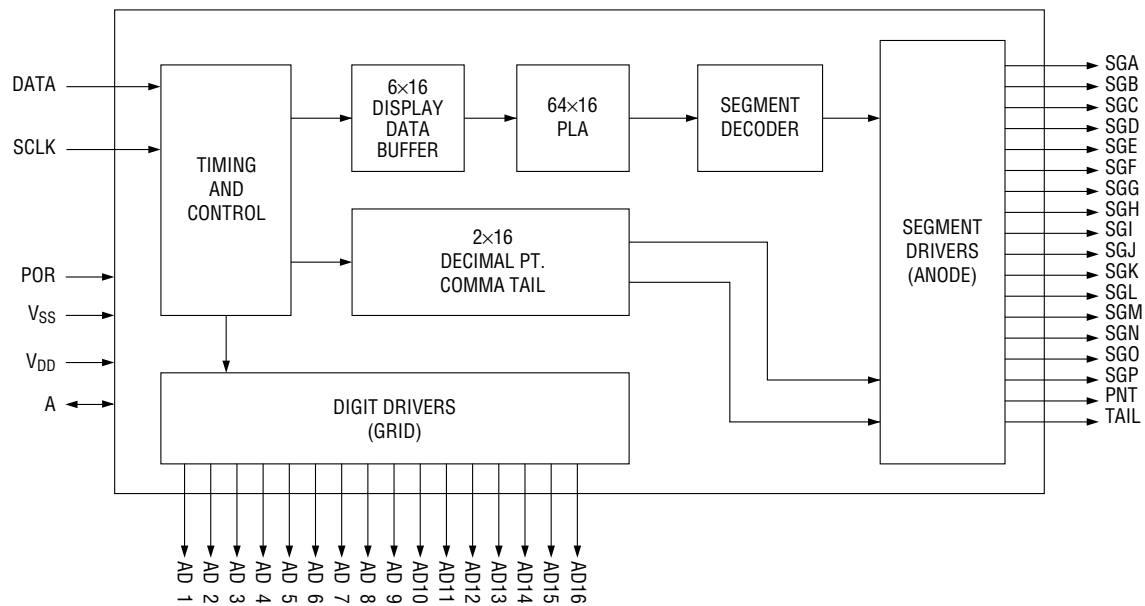 DATA
SCLK
POR
VSS
VDD
A
TIMING
AND
CONTROL
6×16
DISPLAY
DATA
BUFFER
64×16
PLA
SEGMENT
DECODER
2×16
DECIMAL PT.
COMMA TAIL
SEGMENT
DRIVERS
(ANODE)
DIGIT DRIVERS
(GRID)
SGA
SGB
SGC
SGD
SGE
SGF
SGG
SGH
SGI
SGJ
SGK
SGL
SGM
SGN
SGO
SGP
PNT
TAIL
AD 1
AD 2
AD 3
AD 4
AD 5
AD 6
AD 7
AD 8
AD 9
AD10
AD11
AD12
AD13
AD14
AD15
AD16